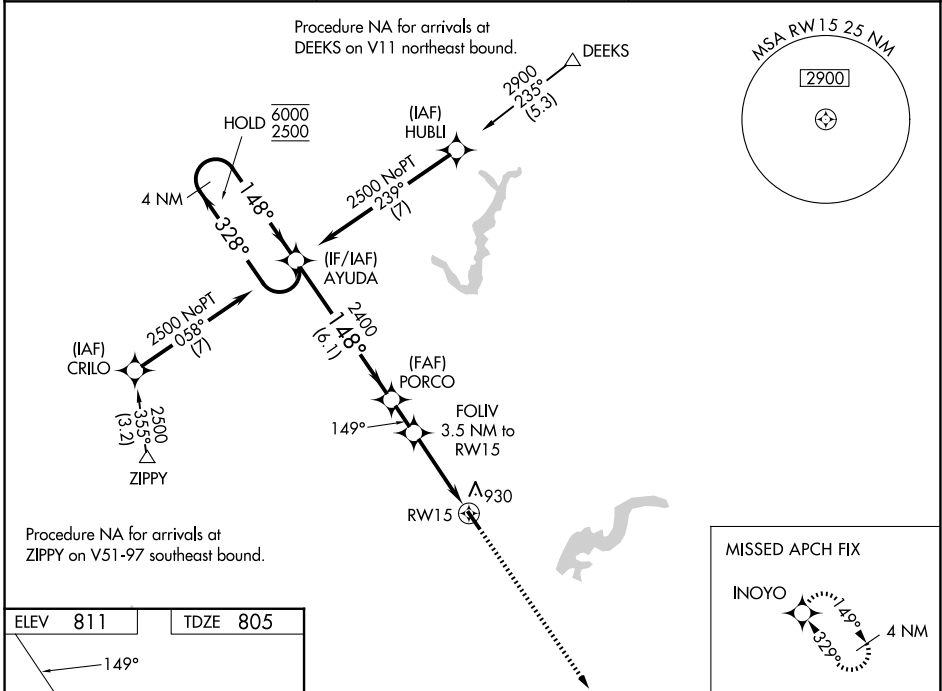 Procedure NA for arrivals at
DEEKS on V11 northeast bound.
DEEKS
2900
235°
(5.3)
MSA RW15 25 NM
2900
HOLD 6000
2500
(IAF)
HUBLI
2500 NoPT
239°
(7)
4 NM
148°
328°
(IF/IAF)
AYUDA
2500 NoPT
058°
(7)
2400
148°
(6.1)
(IAF)
CRILO
(FAF)
PORCO
2500
355°
(3.2)
ZIPPY
149°
FOLIV
3.5 NM to
RW15
930
RW15
Procedure NA for arrivals at
ZIPPY on V51-97 southeast bound.
MISSED APCH FIX
INOYO
149°
329°
4 NM
ELEV 811
TDZE 805
149°